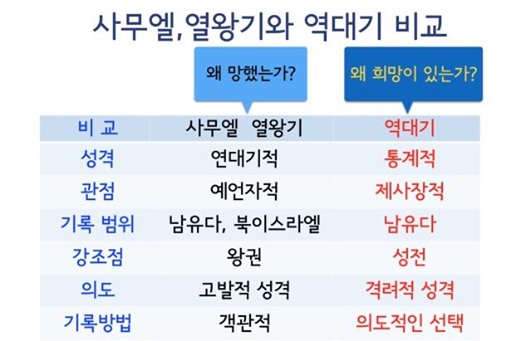 사무엘,열왕기와 역대기 비교
왜 망했는가? 왜 희망이 있는가?
비 교 사무엘 열왕기 역대기
성격 연대기적 통계적
관점 예언자적 제사장적
기록 범위 남유다, 북이스라엘 남유다
강조점 왕권 성전
의도 고발적 성격 격려적 성격
기록방법 객관적 의도적인 선택